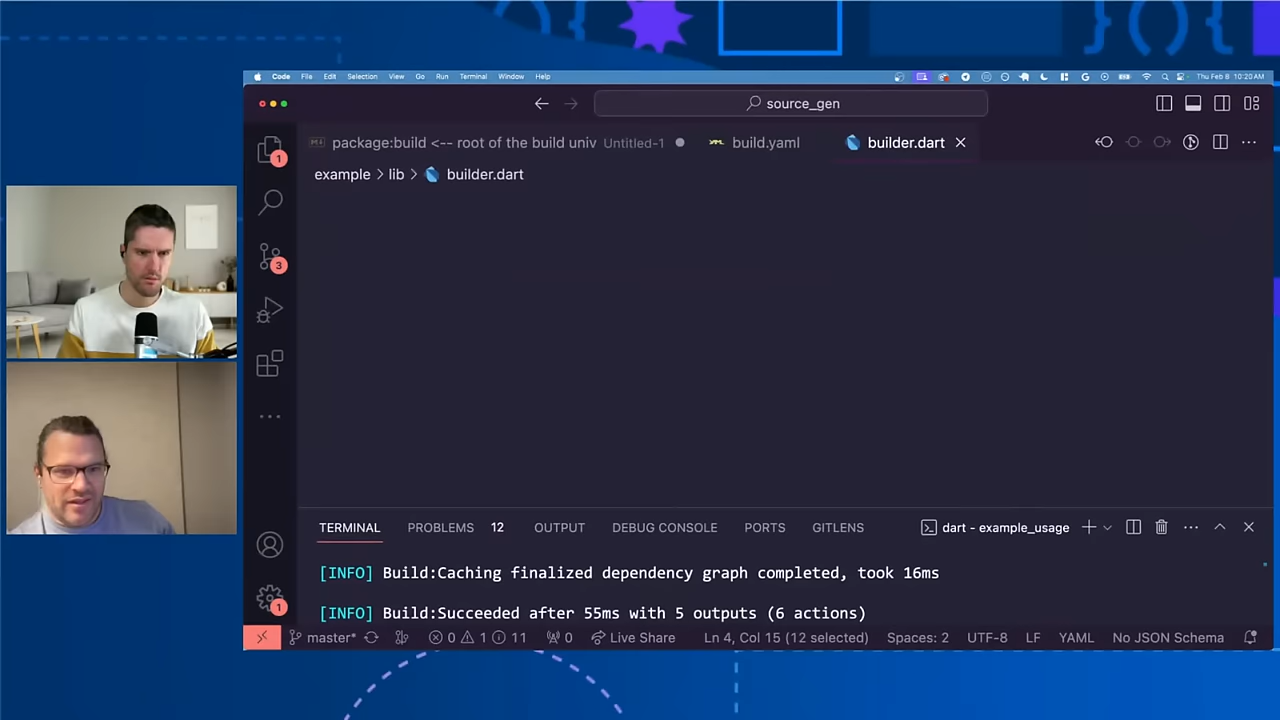 Code File Edit Selection View Go Run Terminal Window Help Thu Feb 8 10:20 AM
source_gen
package:build <-- root of the build univ Untitled-1 build.yaml builder.dart
example > lib > builder.dart
1
3
1
TERMINAL PROBLEMS 12 OUTPUT DEBUG CONSOLE PORTS GITLENS dart - example_usage
[INFO] Build:Caching finalized dependency graph completed, took 16ms
[INFO] Build:Succeeded after 55ms with 5 outputs (6 actions)
master* 0 1 11 0 Live Share Ln 4, Col 15 (12 selected) Spaces: 2 UTF-8 LF YAML No JSON Schema